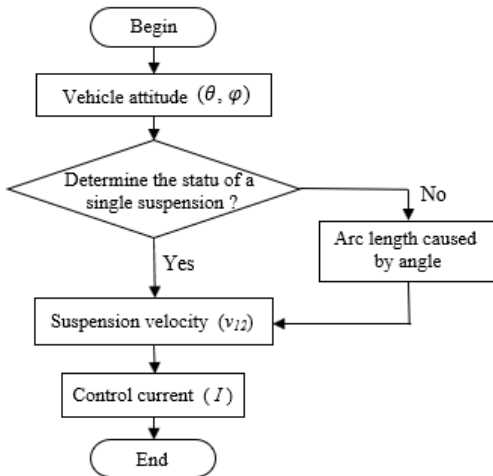 Begin
Vehicle attitude (θ, φ)
Determine the statu of a
single suspension ?
No
Arc length caused
by angle
Yes
Suspension velocity (v₁₂)
Control current (I)
End